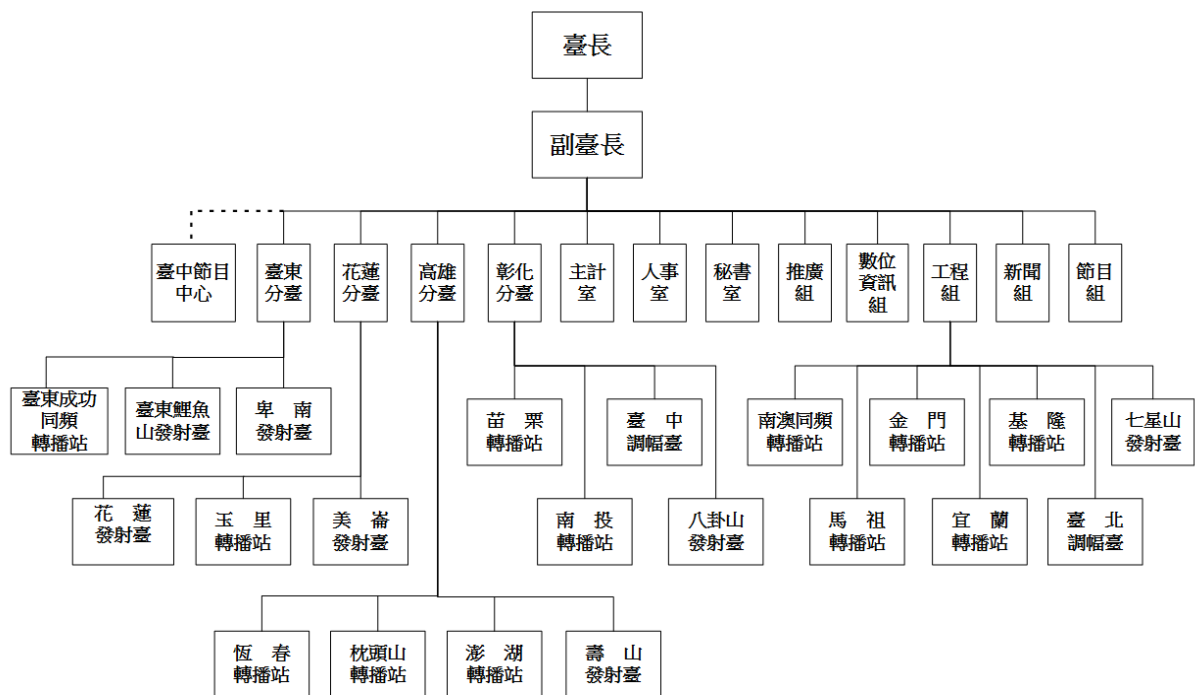 臺長
副臺長
臺中節目
中心
臺東
分臺
花蓮
分臺
高雄
分臺
彰化
分臺
主計
室
人事
室
秘書
室
推廣
組
數位
資訊
組
工程
組
新聞
組
節目
組
臺東成功
同頻
轉播站
臺東鯉魚
山發射臺
卑　南
發射臺
苗　栗
轉播站
臺　中
調幅臺
南澳同頻
轉播站
金　門
轉播站
基　隆
轉播站
七星山
發射臺
花　蓮
發射臺
玉　里
轉播站
美　崙
發射臺
南　投
轉播站
八卦山
發射臺
馬　祖
轉播站
宜　蘭
轉播站
臺　北
調幅臺
恆　春
轉播站
枕頭山
轉播站
澎　湖
轉播站
壽　山
發射臺